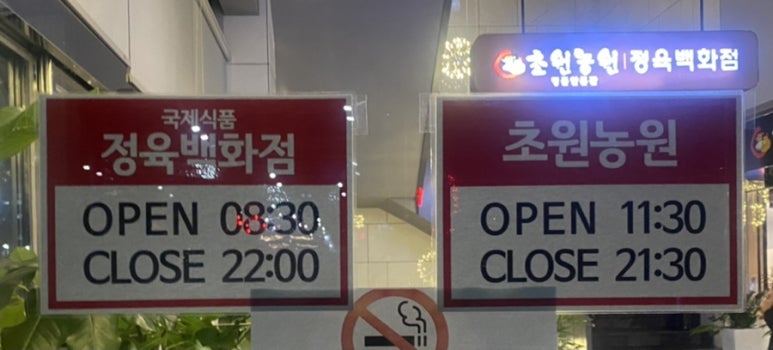 초원농원 | 정육백화점
국제식품
정육백화점
OPEN 08:30
CLOSE 22:00
초원농원
OPEN 11:30
CLOSE 21:30